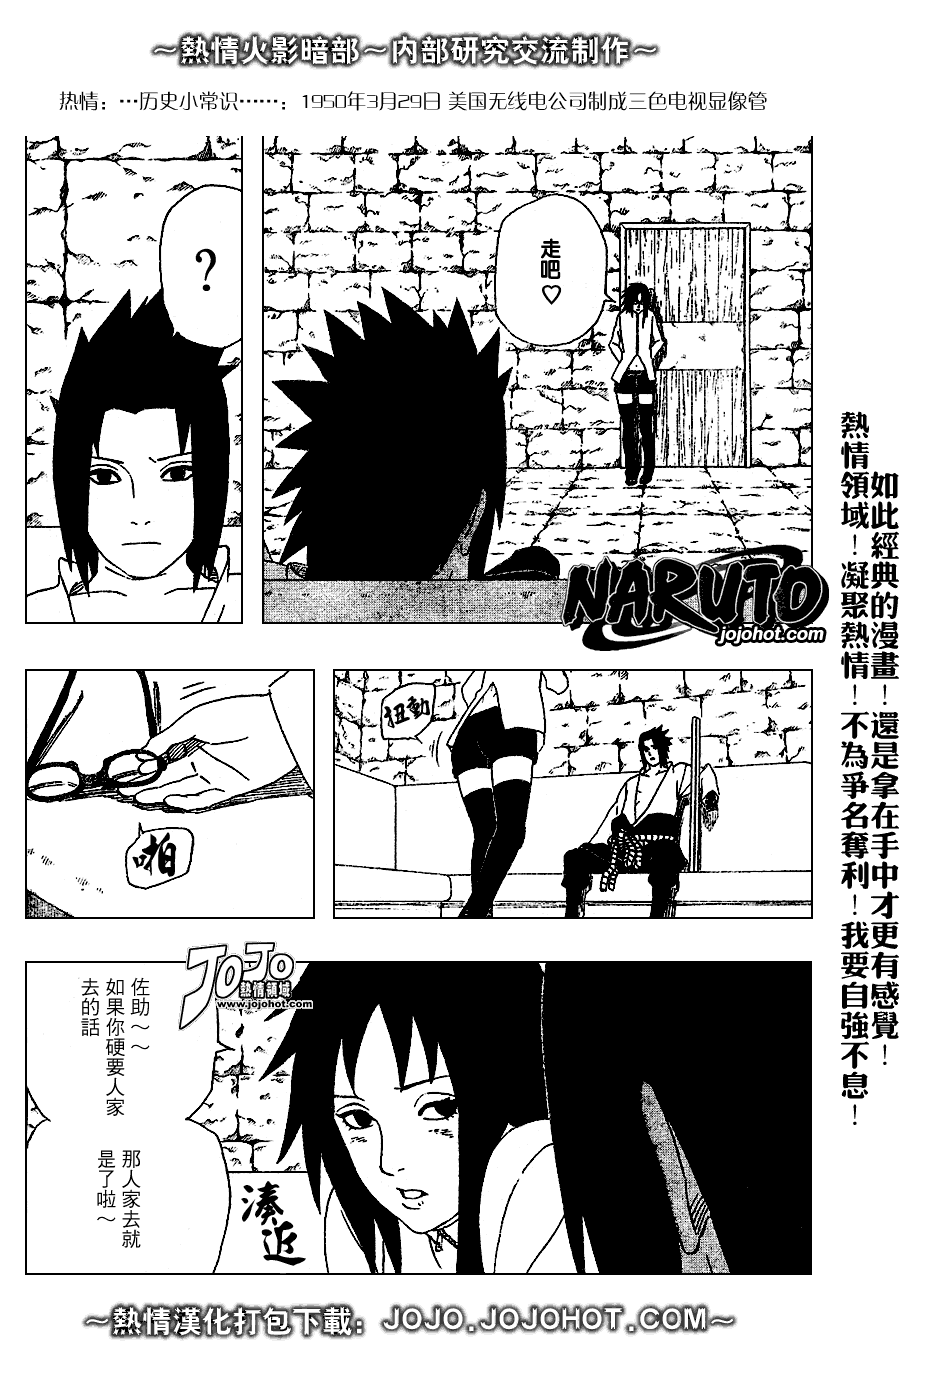 ～熱情火影暗部～内部研究交流制作～
热情：…历史小常识……：1950年3月29日 美国无线电公司制成三色电视显像管
走吧♡
？
NARUTO
jojohot.com
如此經典的漫畫！還是拿在手中才更有感覺！
熱情領域！凝聚熱情！不為爭名奪利！我要自強不息！
扭動
啪
JOJO
熱情領域
www.jojohot.com
佐助～～
如果你硬要人家
去的話
那人家去就
是了啦～
湊近
～熱情漢化打包下載：JOJO.JOJOHOT.COM～